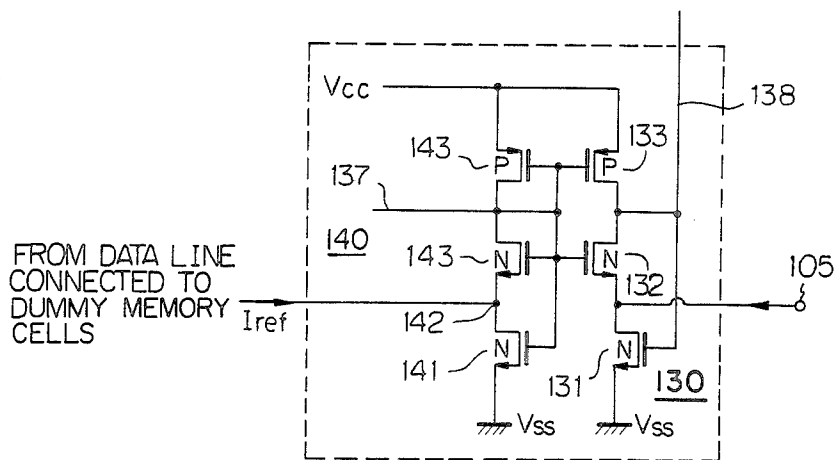 Vcc
138
143
P
P
133
137
140
143
N
N
132
105
FROM DATA LINE
CONNECTED TO
DUMMY MEMORY
CELLS
Iref
142
141
N
131
N
130
Vss
Vss